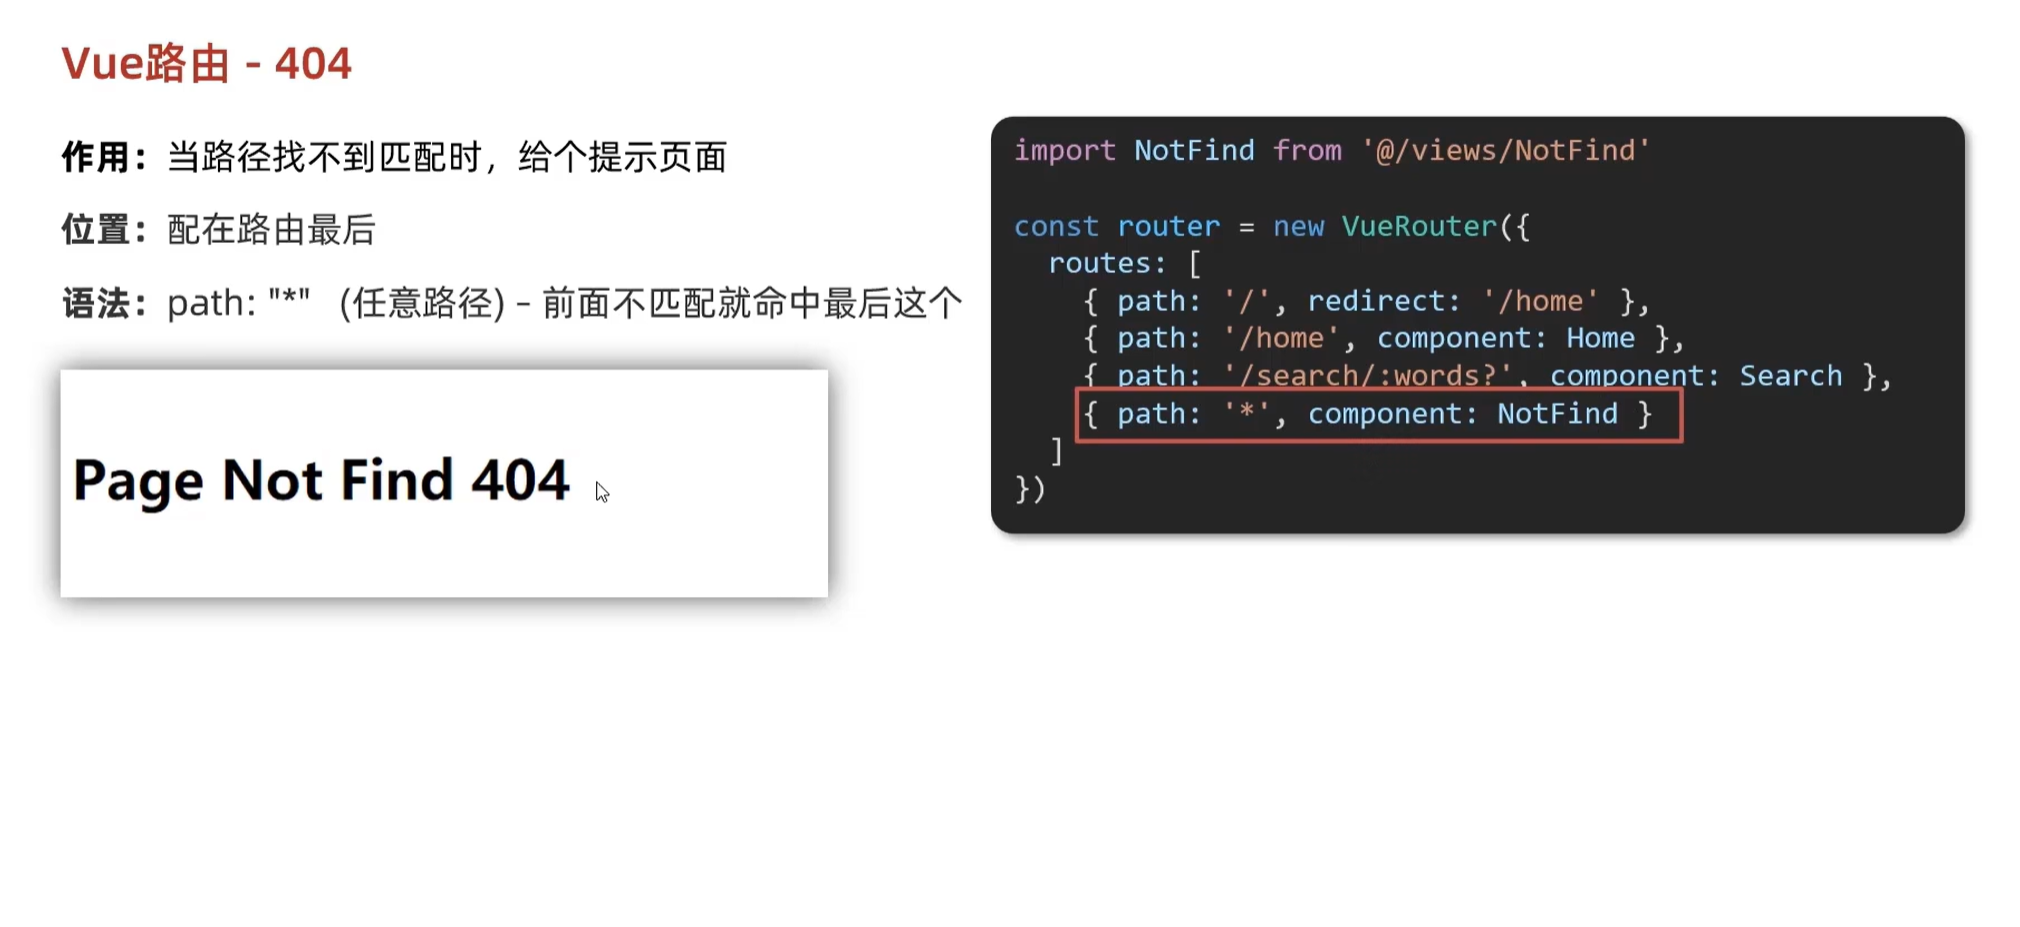 Vue路由 - 404
作用：当路径找不到匹配时，给个提示页面
位置：配在路由最后
语法：path: "*" (任意路径) – 前面不匹配就命中最后这个
Page Not Find 404
import NotFind from '@/views/NotFind'
const router = new VueRouter({
  routes: [
    { path: '/', redirect: '/home' },
    { path: '/home', component: Home },
    { path: '/search/:words?', component: Search },
    { path: '*', component: NotFind }
  ]
})